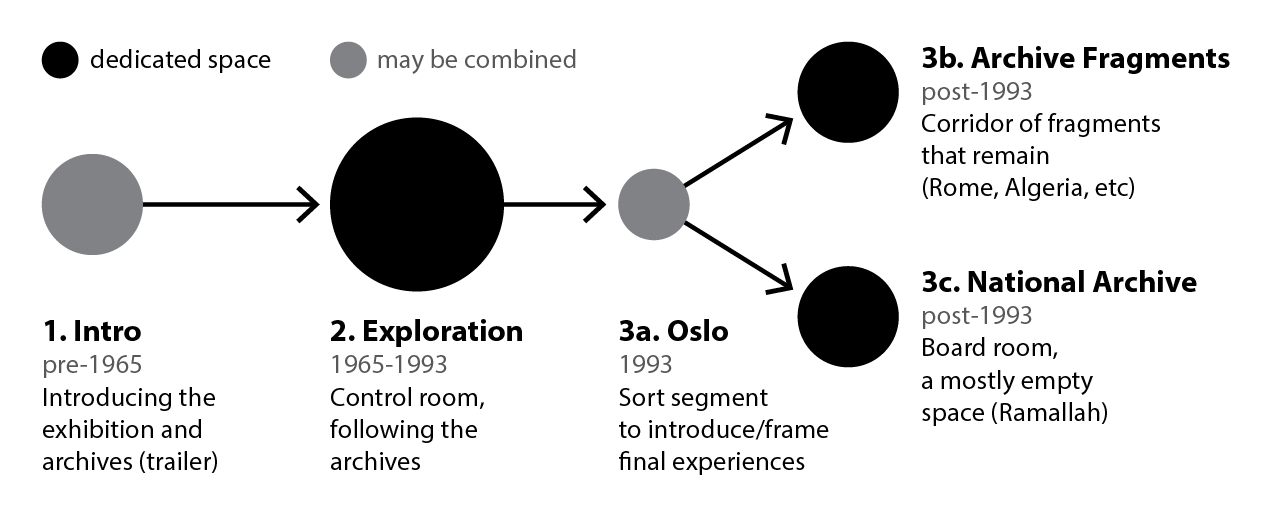 dedicated space
may be combined
1. Intro
pre-1965
Introducing the
exhibition and
archives (trailer)
2. Exploration
1965-1993
Control room,
following the
archives
3a. Oslo
1993
Sort segment
to introduce/frame
final experiences
3b. Archive Fragments
post-1993
Corridor of fragments
that remain
(Rome, Algeria, etc)
3c. National Archive
post-1993
Board room,
a mostly empty
space (Ramallah)